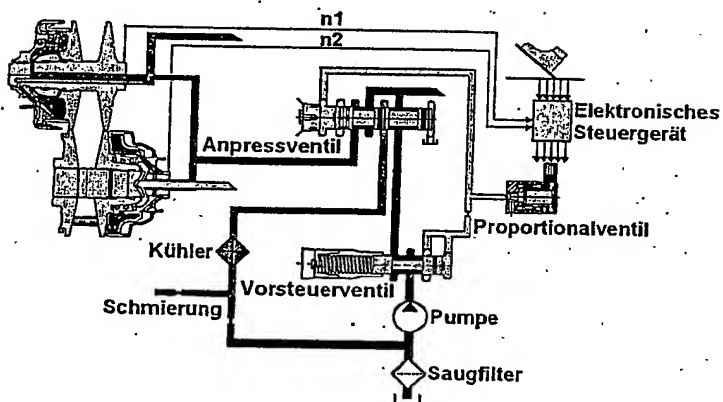 n1
n2
Elektronisches
Steuergerät
Anpressventil
Proportionalventil
Kühler
Vorsteuerventil
Schmierung
Pumpe
Saugfilter